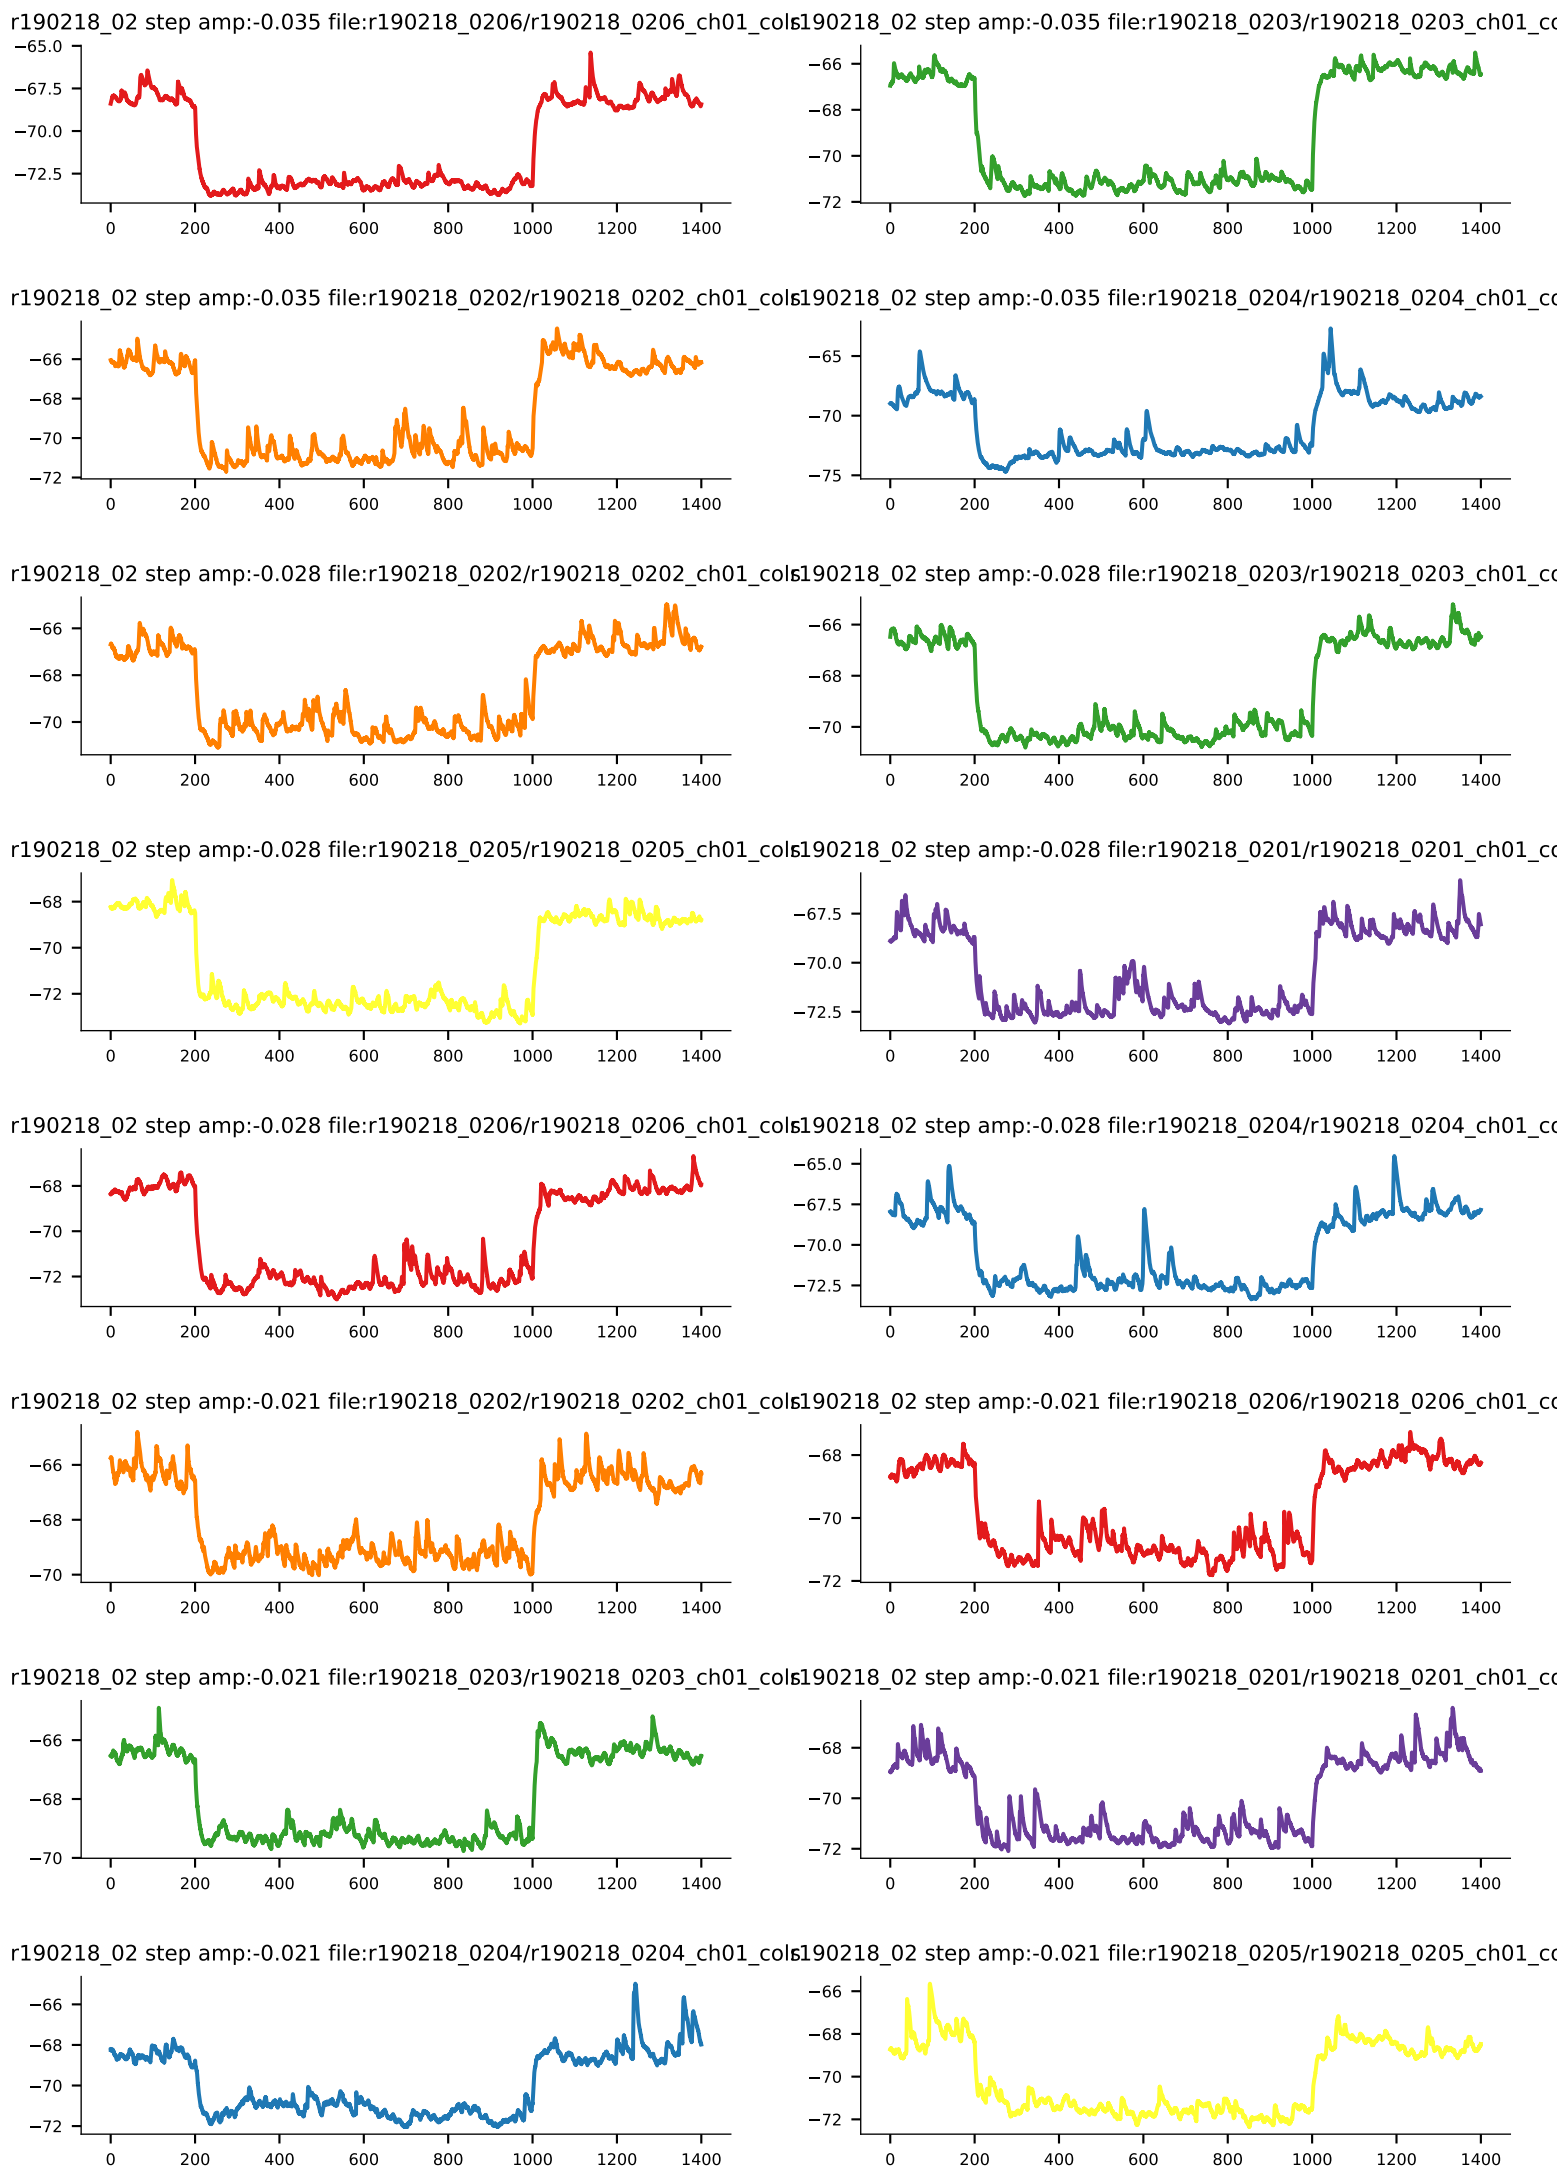 r190218_02 step amp:-0.035 file:r190218_0206/r190218_0206_ch01_cols
r190218_02 step amp:-0.035 file:r190218_0203/r190218_0203_ch01_co
−65.0
−67.5
−70.0
−72.5
0 200 400 600 800 1000 1200 1400
−66
−68
−70
−72
0 200 400 600 800 1000 1200 1400
r190218_02 step amp:-0.035 file:r190218_0202/r190218_0202_ch01_cols
r190218_02 step amp:-0.035 file:r190218_0204/r190218_0204_ch01_co
−66
−68
−70
−72
0 200 400 600 800 1000 1200 1400
−65
−70
−75
0 200 400 600 800 1000 1200 1400
r190218_02 step amp:-0.028 file:r190218_0202/r190218_0202_ch01_cols
r190218_02 step amp:-0.028 file:r190218_0203/r190218_0203_ch01_co
−66
−68
−70
0 200 400 600 800 1000 1200 1400
−66
−68
−70
0 200 400 600 800 1000 1200 1400
r190218_02 step amp:-0.028 file:r190218_0205/r190218_0205_ch01_cols
r190218_02 step amp:-0.028 file:r190218_0201/r190218_0201_ch01_co
−68
−70
−72
0 200 400 600 800 1000 1200 1400
−67.5
−70.0
−72.5
0 200 400 600 800 1000 1200 1400
r190218_02 step amp:-0.028 file:r190218_0206/r190218_0206_ch01_cols
r190218_02 step amp:-0.028 file:r190218_0204/r190218_0204_ch01_co
−68
−70
−72
0 200 400 600 800 1000 1200 1400
−65.0
−67.5
−70.0
−72.5
0 200 400 600 800 1000 1200 1400
r190218_02 step amp:-0.021 file:r190218_0202/r190218_0202_ch01_cols
r190218_02 step amp:-0.021 file:r190218_0206/r190218_0206_ch01_co
−66
−68
−70
0 200 400 600 800 1000 1200 1400
−68
−70
−72
0 200 400 600 800 1000 1200 1400
r190218_02 step amp:-0.021 file:r190218_0203/r190218_0203_ch01_cols
r190218_02 step amp:-0.021 file:r190218_0201/r190218_0201_ch01_co
−66
−68
−70
0 200 400 600 800 1000 1200 1400
−68
−70
−72
0 200 400 600 800 1000 1200 1400
r190218_02 step amp:-0.021 file:r190218_0204/r190218_0204_ch01_cols
r190218_02 step amp:-0.021 file:r190218_0205/r190218_0205_ch01_co
−66
−68
−70
−72
0 200 400 600 800 1000 1200 1400
−66
−68
−70
−72
0 200 400 600 800 1000 1200 1400